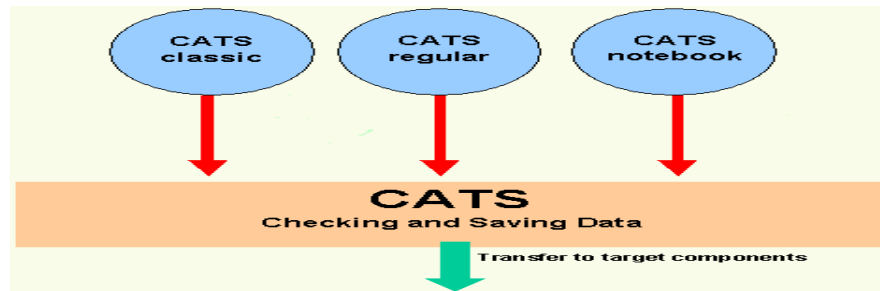 CATS
classic
CATS
regular
CATS
notebook
CATS
Checking and Saving Data
Transfer to target components